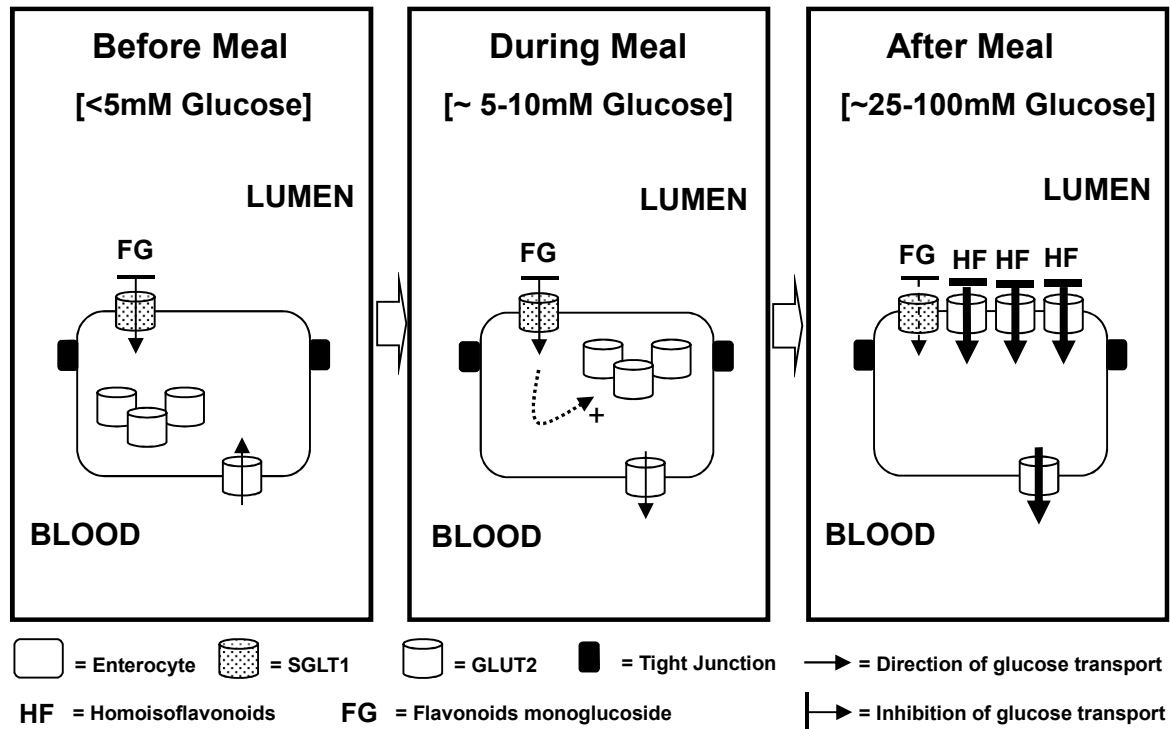 Before Meal
[<5mM Glucose]
LUMEN
FG
BLOOD
During Meal
[~ 5-10mM Glucose]
LUMEN
FG
+
BLOOD
After Meal
[~25-100mM Glucose]
LUMEN
FG HF HF HF
BLOOD
= Enterocyte = SGLT1 = GLUT2 = Tight Junction = Direction of glucose transport
HF = Homoisoflavonoids FG = Flavonoids monoglucoside = Inhibition of glucose transport